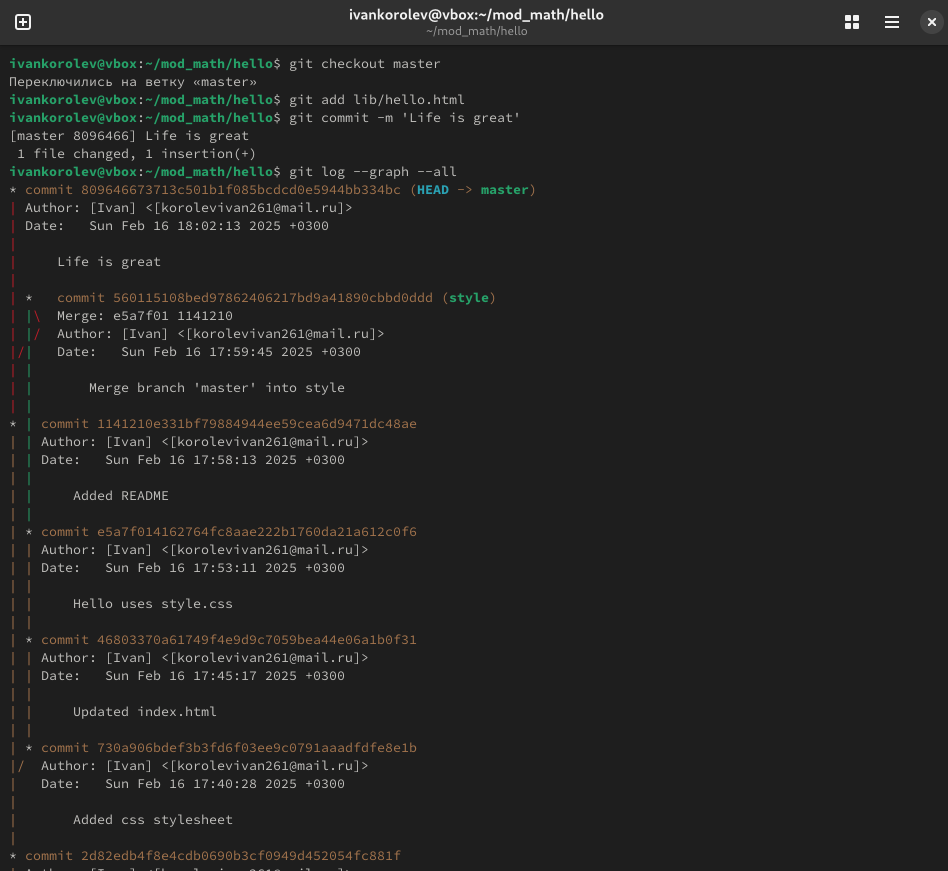 ivankorolev@vbox:~/mod_math/hello
~/mod_math/hello
ivankorolev@vbox:~/mod_math/hello$ git checkout master
Переключились на ветку «master»
ivankorolev@vbox:~/mod_math/hello$ git add lib/hello.html
ivankorolev@vbox:~/mod_math/hello$ git commit -m 'Life is great'
[master 8096466] Life is great
 1 file changed, 1 insertion(+)
ivankorolev@vbox:~/mod_math/hello$ git log --graph --all
* commit 809646673713c501b1f085bcdcd0e5944bb334bc (HEAD -> master)
| Author: [Ivan] <[korolevivan261@mail.ru]>
| Date:   Sun Feb 16 18:02:13 2025 +0300
|
|     Life is great
|
| *   commit 560115108bed97862406217bd9a41890cbbd0ddd (style)
| |\  Merge: e5a7f01 1141210
| |/  Author: [Ivan] <[korolevivan261@mail.ru]>
|/|   Date:   Sun Feb 16 17:59:45 2025 +0300
| |
| |       Merge branch 'master' into style
| |
* | commit 1141210e331bf79884944ee59cea6d9471dc48ae
| | Author: [Ivan] <[korolevivan261@mail.ru]>
| | Date:   Sun Feb 16 17:58:13 2025 +0300
| |
| |     Added README
| |
| * commit e5a7f014162764fc8aae222b1760da21a612c0f6
| | Author: [Ivan] <[korolevivan261@mail.ru]>
| | Date:   Sun Feb 16 17:53:11 2025 +0300
| |
| |     Hello uses style.css
| |
| * commit 46803370a61749f4e9d9c7059bea44e06a1b0f31
| | Author: [Ivan] <[korolevivan261@mail.ru]>
| | Date:   Sun Feb 16 17:45:17 2025 +0300
| |
| |     Updated index.html
| |
| * commit 730a906bdef3b3fd6f03ee9c0791aaadfdfe8e1b
|/  Author: [Ivan] <[korolevivan261@mail.ru]>
|   Date:   Sun Feb 16 17:40:28 2025 +0300
|
|       Added css stylesheet
|
* commit 2d82edb4f8e4cdb0690b3cf0949d452054fc881f